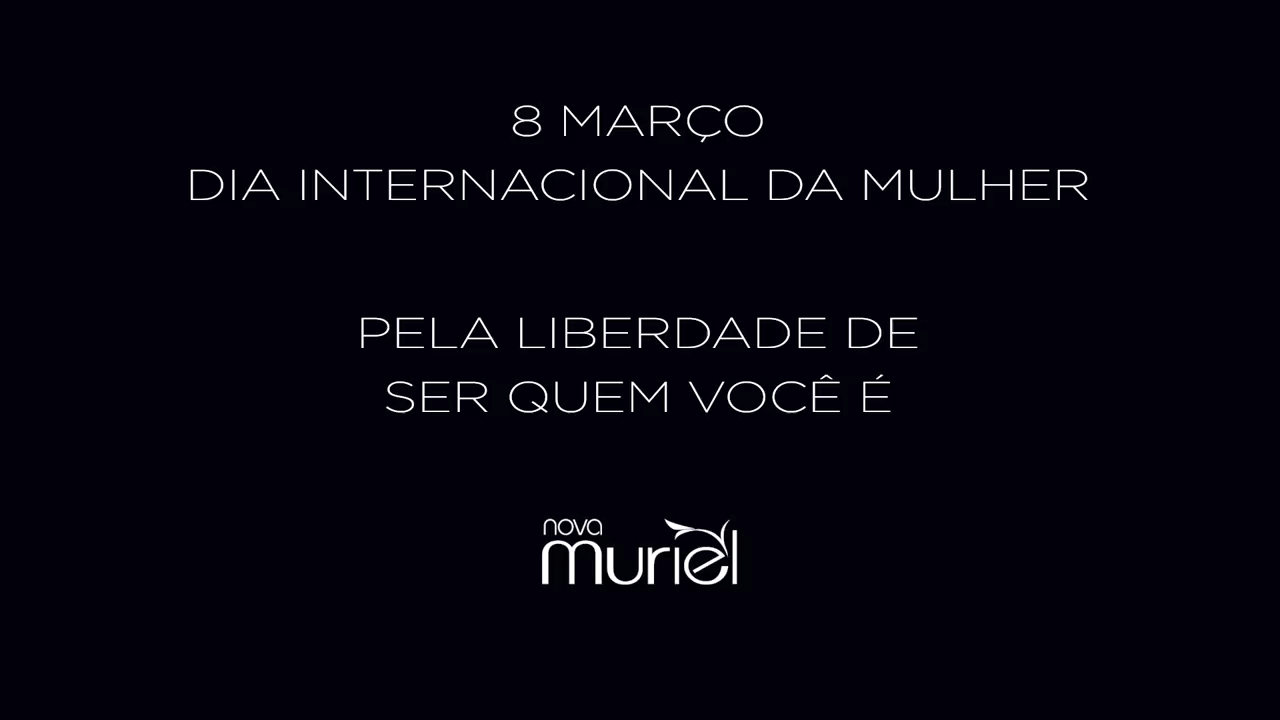 8 MARÇO
DIA INTERNACIONAL DA MULHER
PELA LIBERDADE DE
SER QUEM VOCÊ É
nova
muriel